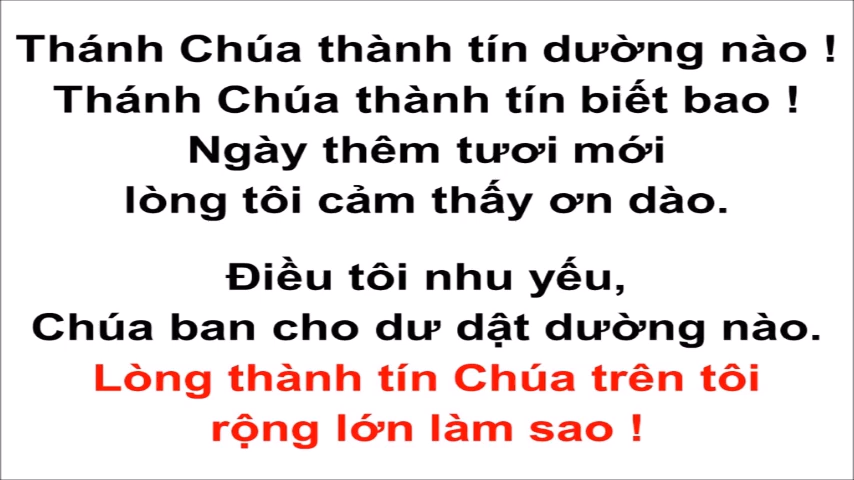 Thánh Chúa thành tín dường nào !
Thánh Chúa thành tín biết bao !
Ngày thêm tươi mới
lòng tôi cảm thấy ơn dào.
Điều tôi nhu yếu,
Chúa ban cho dư dật dường nào.
Lòng thành tín Chúa trên tôi
rộng lớn làm sao !